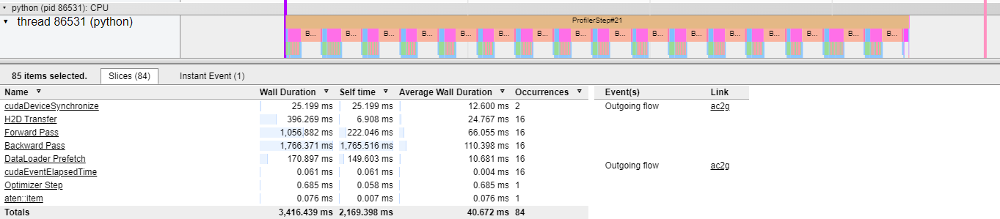 ▾ python (pid 86531): CPU
▼ thread 86531 (python)
ProfilerStep#21
B... B... B... B... B... B... B... B... B... B... B... B... B... B... B... B...
85 items selected. Slices (84) Instant Event (1)
Name ▼ Wall Duration ▼ Self time ▼ Average Wall Duration ▼ Occurrences ▼ Event(s) Link
cudaDeviceSynchronize 25.199 ms 25.199 ms 12.600 ms 2 Outgoing flow ac2g
H2D Transfer 396.269 ms 6.908 ms 24.767 ms 16
Forward Pass 1,056.882 ms 222.046 ms 66.055 ms 16
Backward Pass 1,766.371 ms 1,765.516 ms 110.398 ms 16
DataLoader Prefetch 170.897 ms 149.603 ms 10.681 ms 16
Outgoing flow ac2g
cudaEventElapsedTime 0.061 ms 0.061 ms 0.004 ms 16
Optimizer Step 0.685 ms 0.058 ms 0.685 ms 1
aten::item 0.076 ms 0.007 ms 0.076 ms 1
Totals 3,416.439 ms 2,169.398 ms 40.672 ms 84